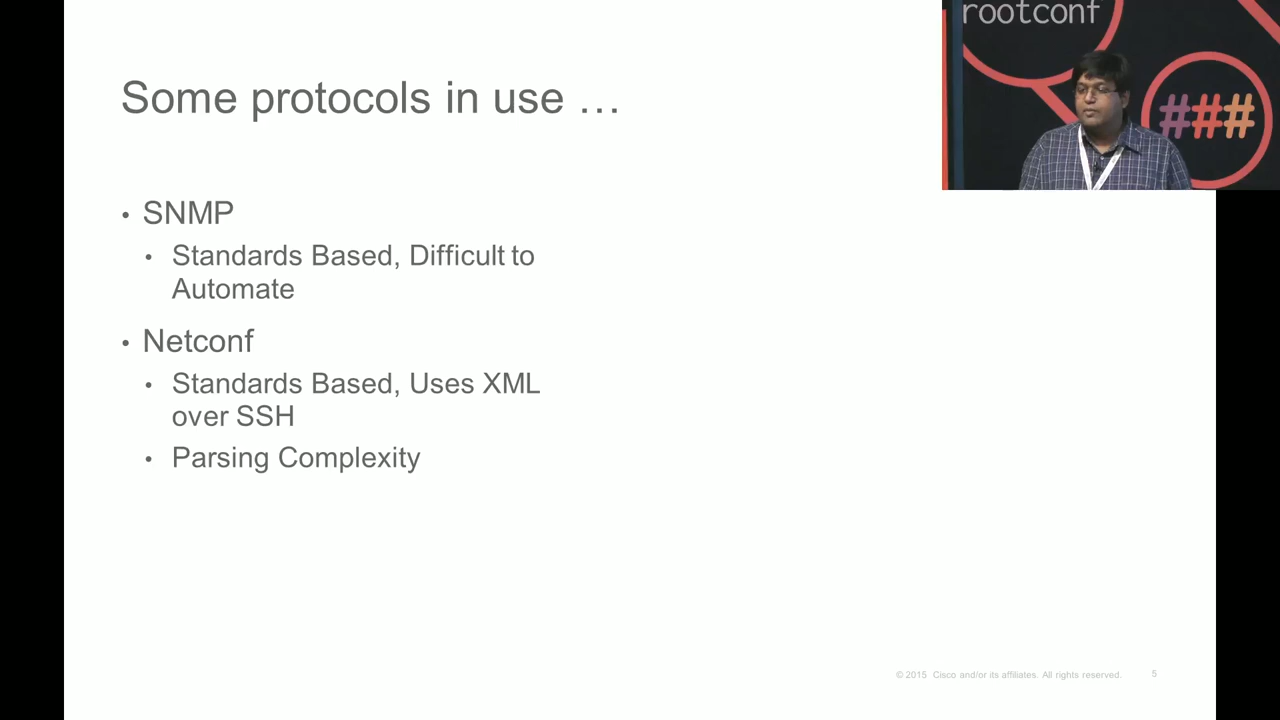 rootconf
###
Some protocols in use …
• SNMP
• Standards Based, Difficult to
Automate
• Netconf
• Standards Based, Uses XML
over SSH
• Parsing Complexity
© 2015 Cisco and/or its affiliates. All rights reserved. 5